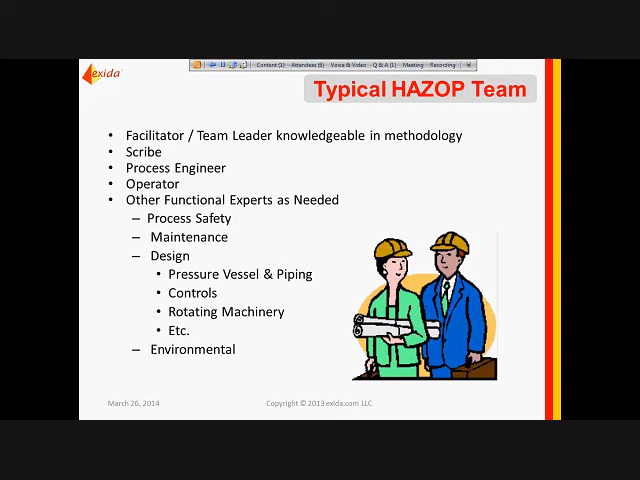 Content (3) Attendees (6) Voice & Video Q & A (1) Meeting Recording
exida
Typical HAZOP Team
• Facilitator / Team Leader knowledgeable in methodology
• Scribe
• Process Engineer
• Operator
• Other Functional Experts as Needed
– Process Safety
– Maintenance
– Design
• Pressure Vessel & Piping
• Controls
• Rotating Machinery
• Etc.
– Environmental
March 26, 2014 Copyright © 2013 exida.com LLC